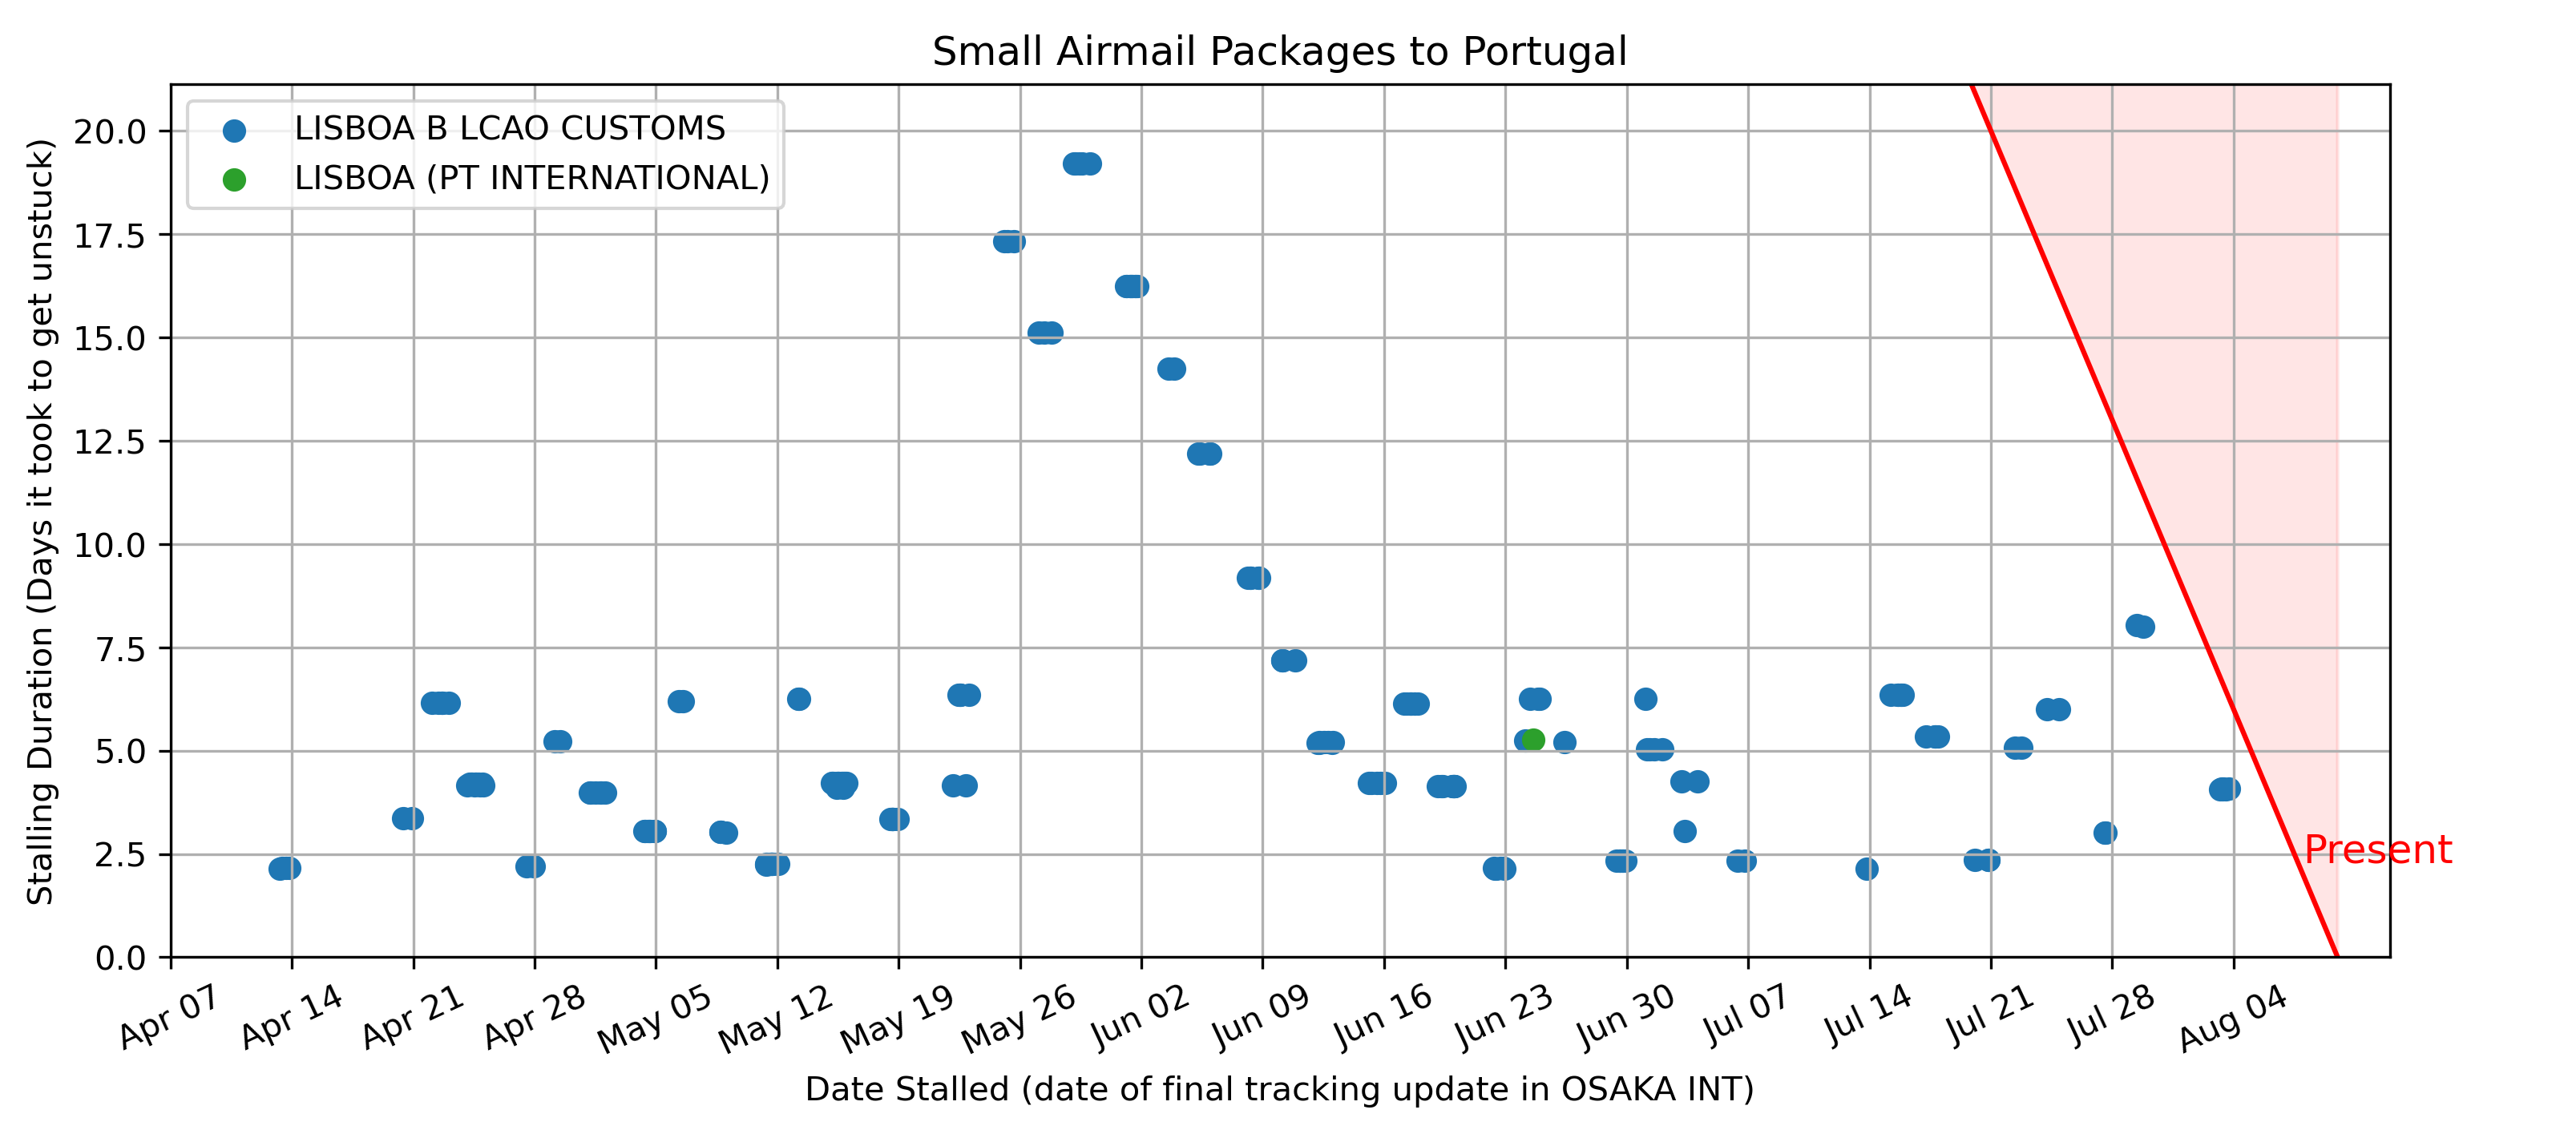 Small Airmail Packages to Portugal
LISBOA B LCAO CUSTOMS
LISBOA (PT INTERNATIONAL)
Stalling Duration (Days it took to get unstuck)
20.0
17.5
15.0
12.5
10.0
7.5
5.0
2.5
0.0
Present
Apr 07
Apr 14
Apr 21
Apr 28
May 05
May 12
May 19
May 26
Jun 02
Jun 09
Jun 16
Jun 23
Jun 30
Jul 07
Jul 14
Jul 21
Jul 28
Aug 04
Date Stalled (date of final tracking update in OSAKA INT)